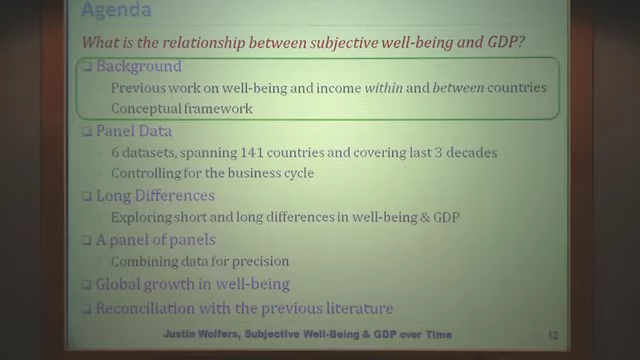 Agenda
What is the relationship between subjective well-being and GDP?
❑ Background
Previous work on well-being and income within and between countries
Conceptual framework
❑ Panel Data
6 datasets, spanning 141 countries and covering last 3 decades
Controlling for the business cycle
❑ Long Differences
Exploring short and long differences in well-being & GDP
❑ A panel of panels
Combining data for precision
❑ Global growth in well-being
❑ Reconciliation with the previous literature
Justin Wolfers, Subjective Well-Being & GDP over Time 12